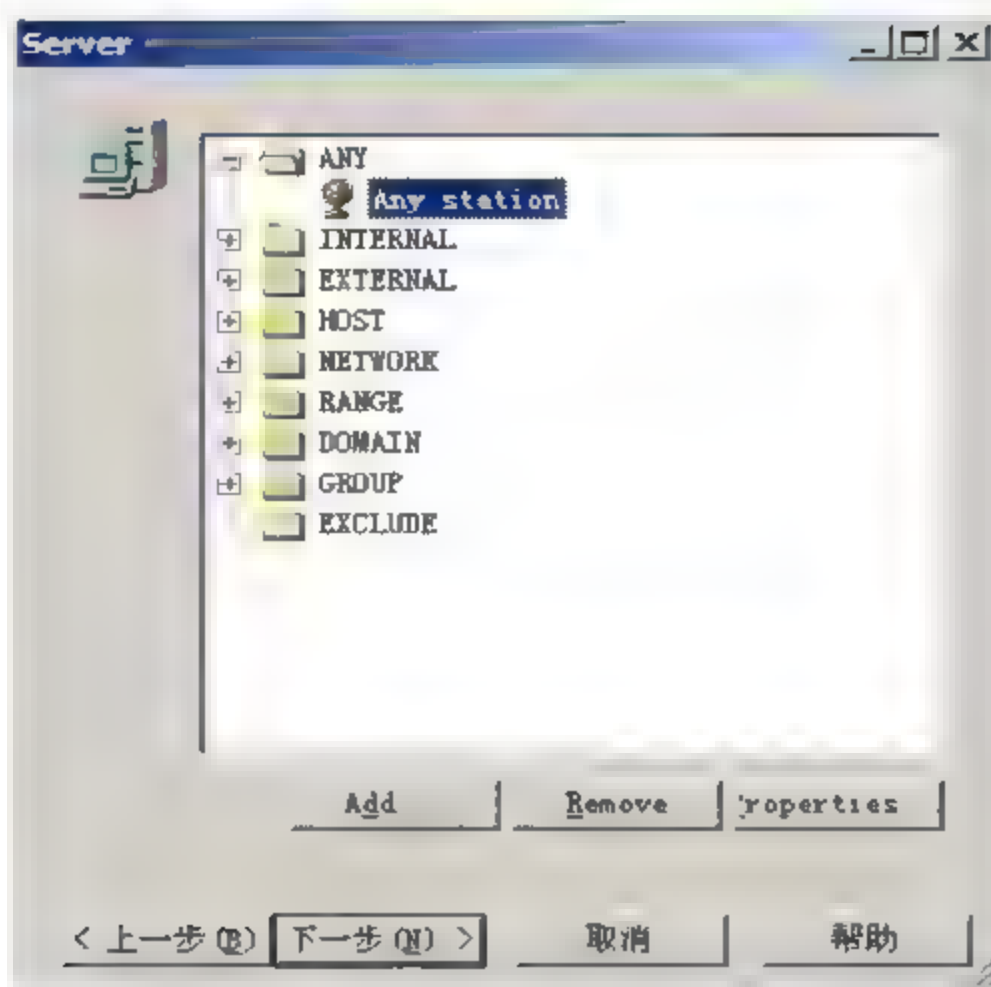 Server
ANY
Any station
INTERNAL
EXTERNAL
HOST
NETWORK
RANGE
DOMAIN
GROUP
EXCLUDE
Add Remove roperties
< 上一步(B) 下一步(N) > 取消 帮助